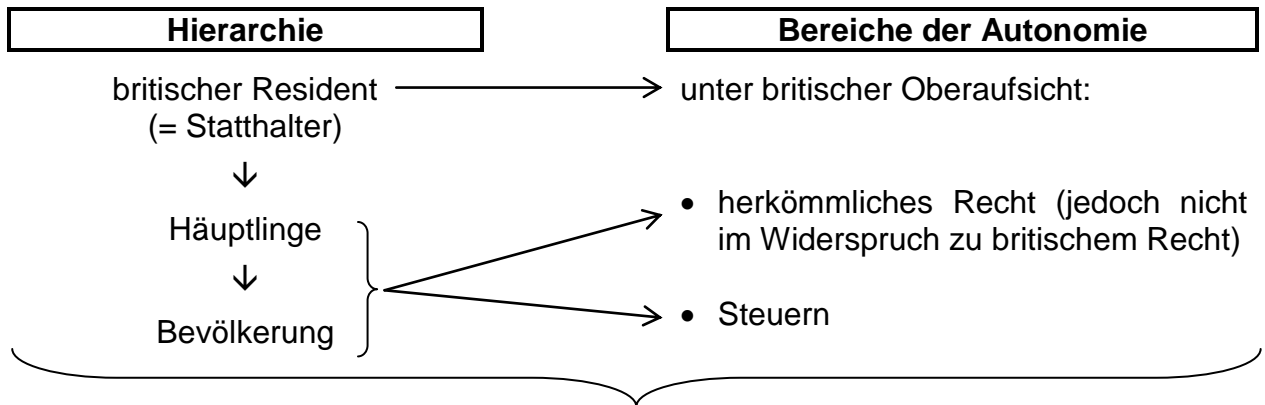 Hierarchie
Bereiche der Autonomie
britischer Resident
(= Statthalter)
unter britischer Oberaufsicht:
Häuptlinge
• herkömmliches Recht (jedoch nicht
im Widerspruch zu britischem Recht)
Bevölkerung
• Steuern